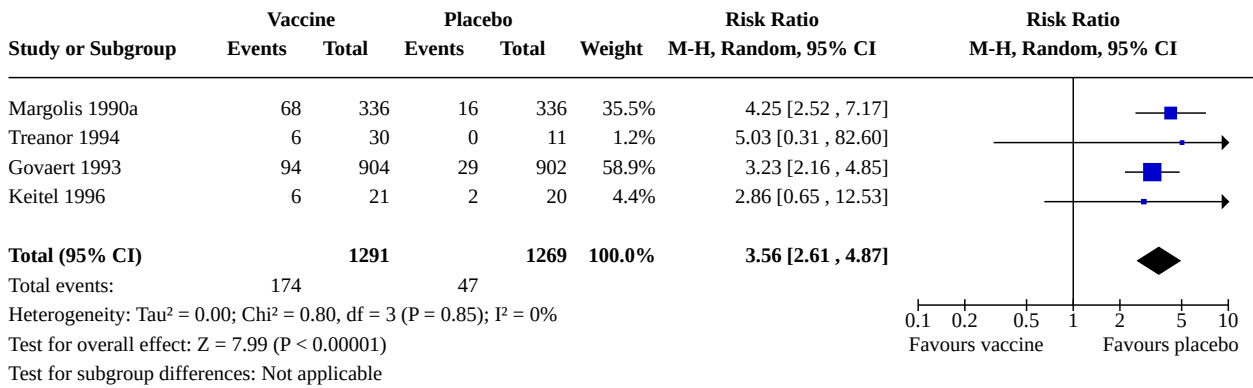 Vaccine Placebo Risk Ratio Risk Ratio
Study or Subgroup Events Total Events Total Weight M-H, Random, 95% CI M-H, Random, 95% CI
Margolis 1990a 68 336 16 336 35.5% 4.25 [2.52 , 7.17]
Treanor 1994 6 30 0 11 1.2% 5.03 [0.31 , 82.60]
Govaert 1993 94 904 29 902 58.9% 3.23 [2.16 , 4.85]
Keitel 1996 6 21 2 20 4.4% 2.86 [0.65 , 12.53]
Total (95% CI) 1291 1269 100.0% 3.56 [2.61 , 4.87]
Total events: 174 47
Heterogeneity: Tau² = 0.00; Chi² = 0.80, df = 3 (P = 0.85); I² = 0%
0.1 0.2 0.5 1 2 5 10
Test for overall effect: Z = 7.99 (P < 0.00001)
Favours vaccine Favours placebo
Test for subgroup differences: Not applicable